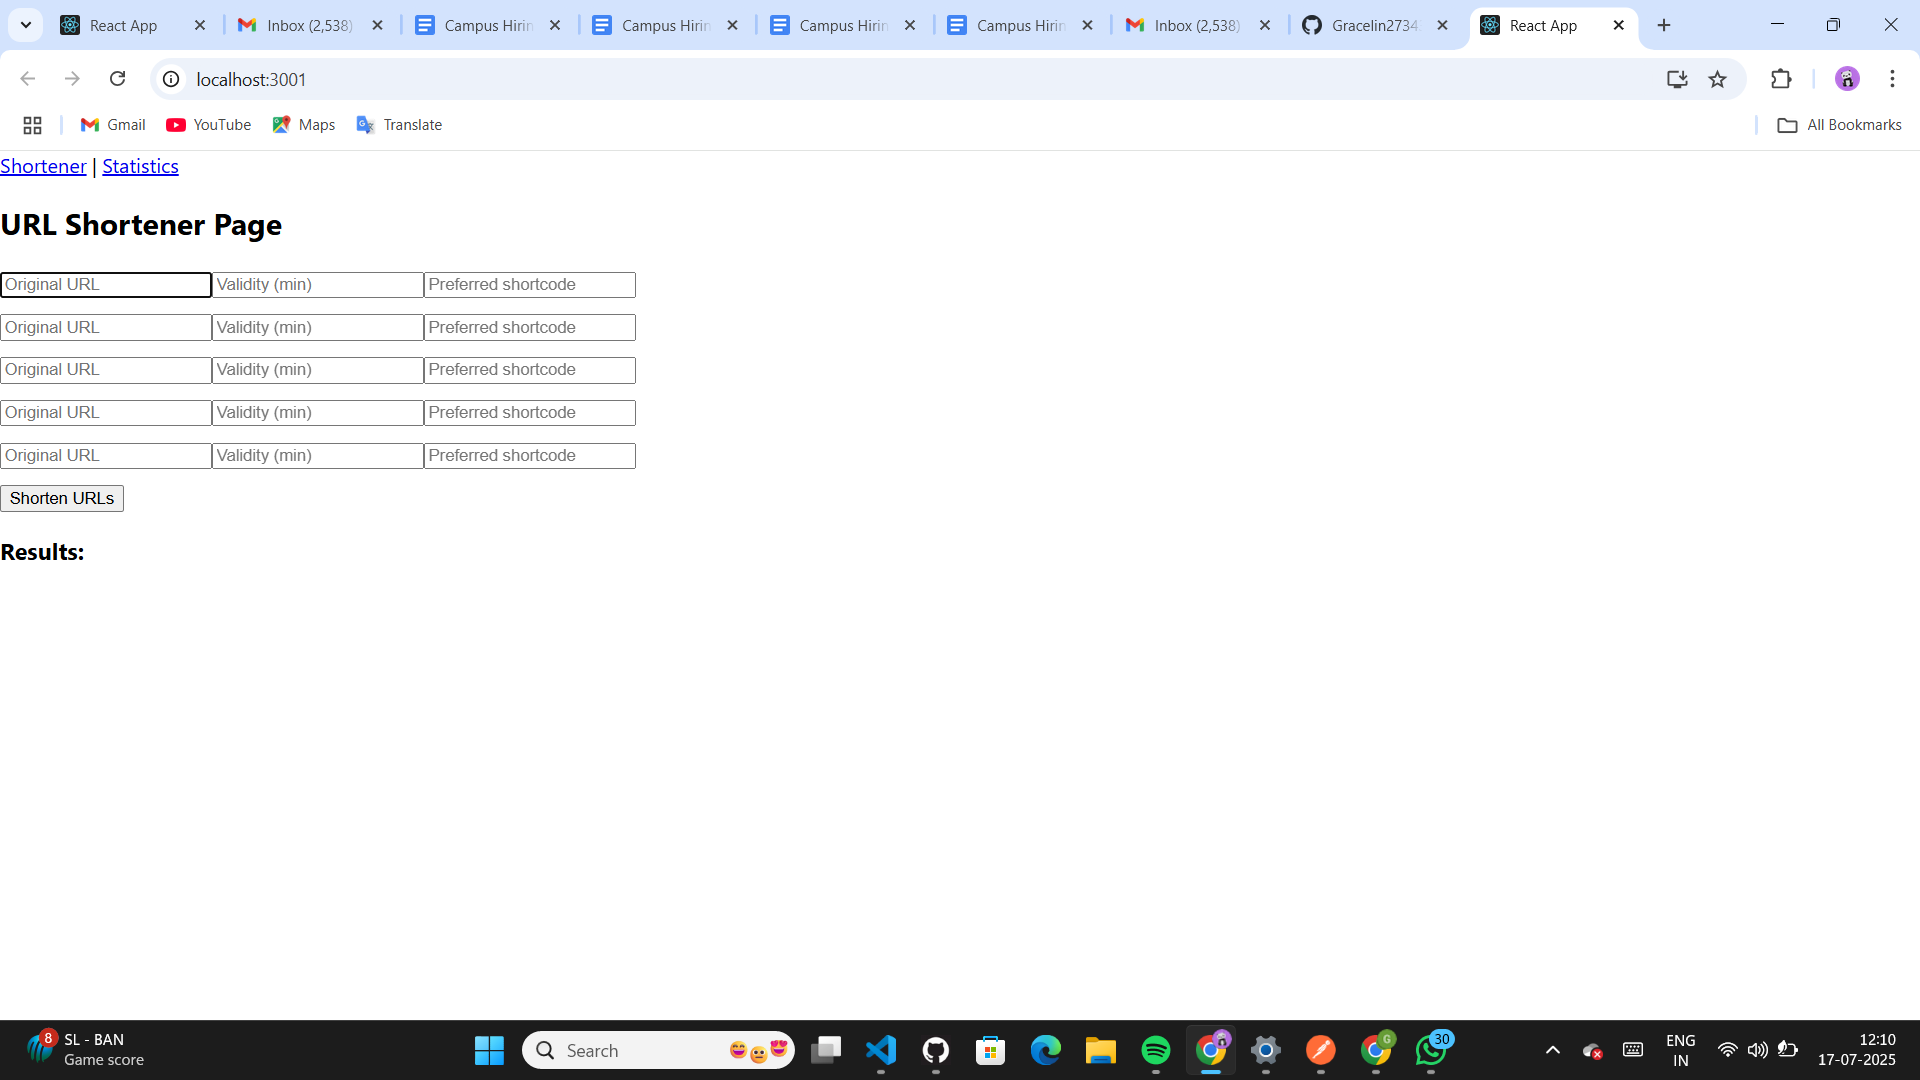 React App
Inbox (2,538)
Campus Hirin
Campus Hirin
Campus Hirin
Campus Hirin
Inbox (2,538)
Gracelin2734
React App
localhost:3001
Gmail
YouTube
Maps
Translate
All Bookmarks
Shortener | Statistics
URL Shortener Page
Original URL Validity (min) Preferred shortcode
Original URL Validity (min) Preferred shortcode
Original URL Validity (min) Preferred shortcode
Original URL Validity (min) Preferred shortcode
Original URL Validity (min) Preferred shortcode
Shorten URLs
Results:
8
SL - BAN
Game score
Search
G
30
ENG
IN
12:10
17-07-2025